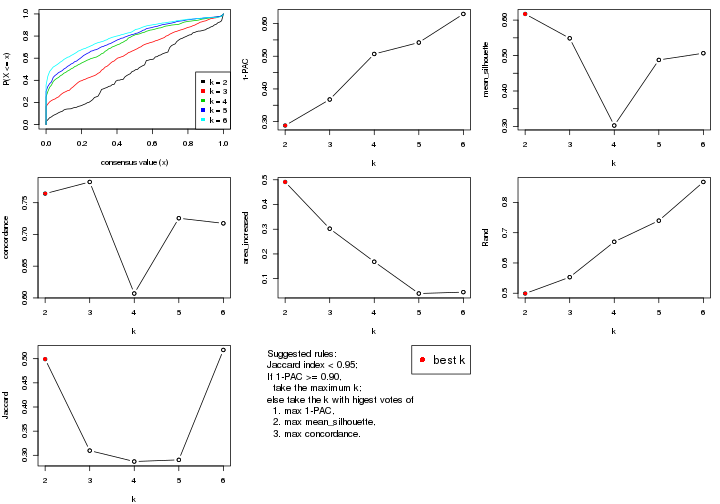 P(X <= x)
0.0 0.2 0.4 0.6 0.8 1.0
0.0 0.2 0.4 0.6 0.8 1.0
consensus value (x)
k = 2
k = 3
k = 4
k = 5
k = 6
1-PAC
0.30 0.40 0.50 0.60
2 3 4 5 6
k
mean_silhouette
0.30 0.40 0.50 0.60
2 3 4 5 6
k
concordance
0.60 0.65 0.70 0.75
2 3 4 5 6
k
area_increased
0.1 0.2 0.3 0.4 0.5
2 3 4 5 6
k
Rand
0.5 0.6 0.7 0.8
2 3 4 5 6
k
Jaccard
0.30 0.35 0.40 0.45 0.50
2 3 4 5 6
k
Suggested rules:
Jaccard index < 0.95;
If 1-PAC >= 0.90,
take the maximum k;
else take the k with higest votes of
1. max 1-PAC,
2. max mean_silhouette,
3. max concordance.
best k